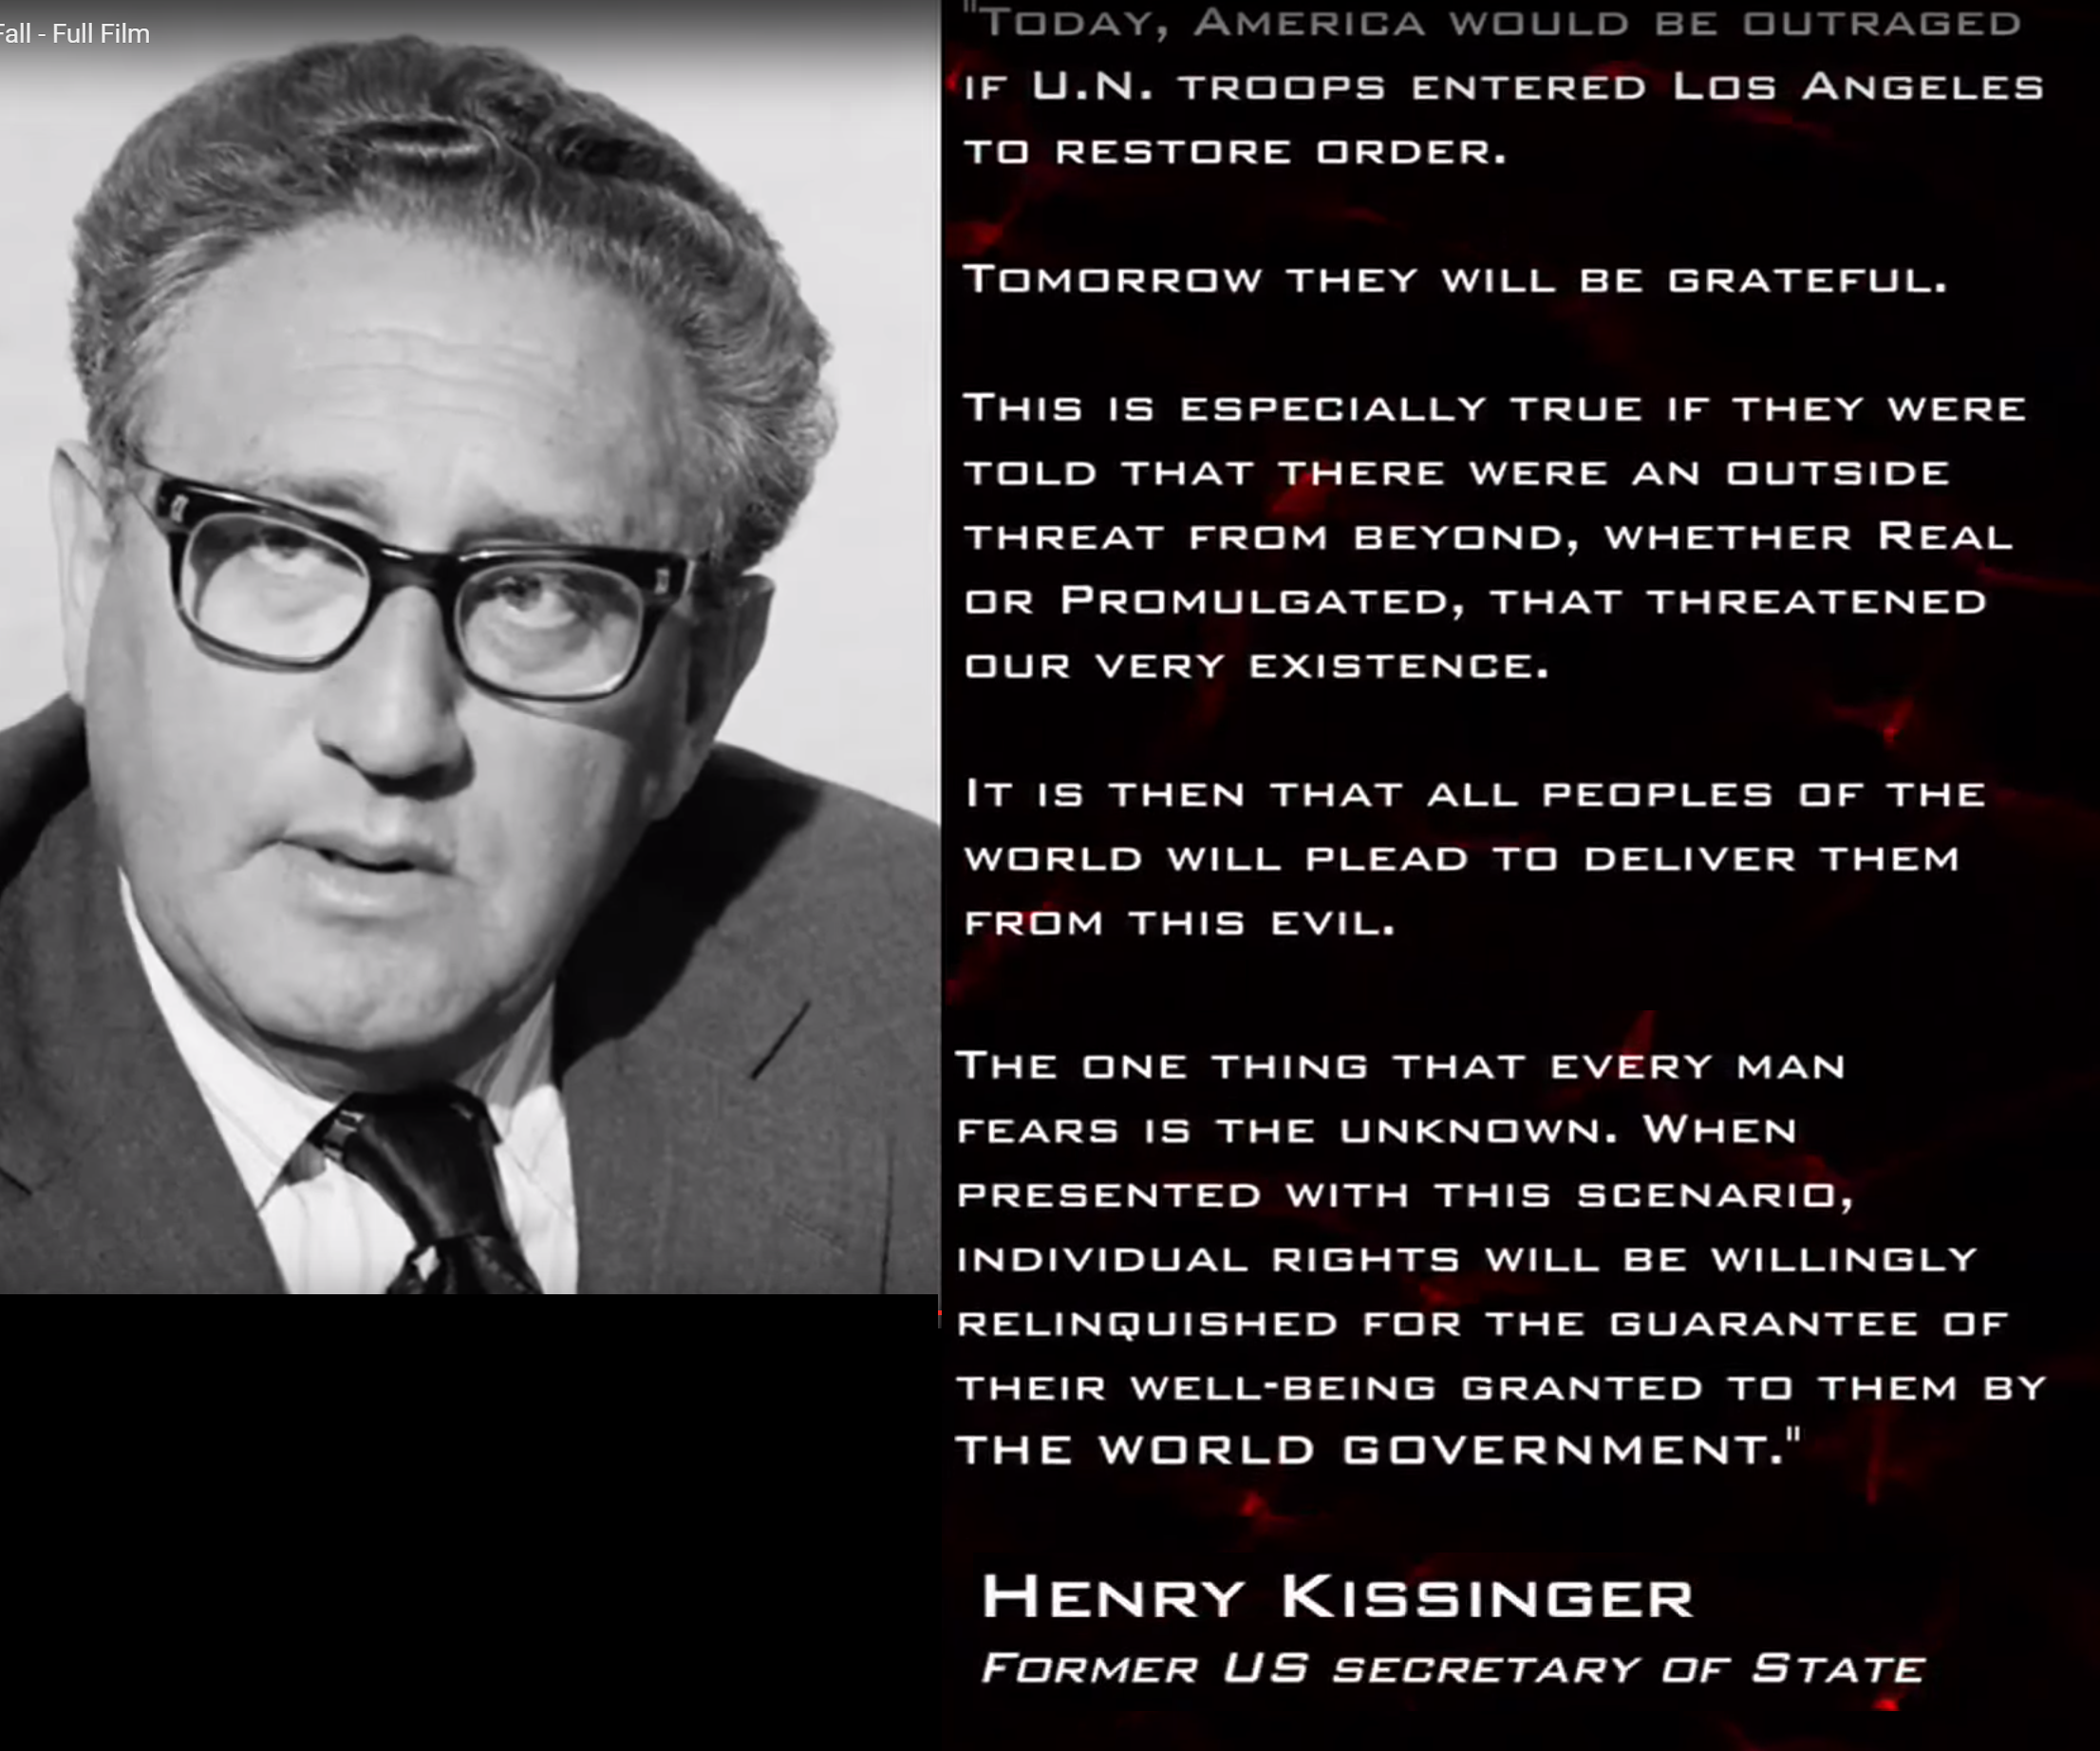 Fall - Full Film
"Today, America would be outraged
if U.N. troops entered Los Angeles
to restore order.
Tomorrow they will be grateful.
This is especially true if they were
told that there were an outside
threat from beyond, whether Real
or Promulgated, that threatened
our very existence.
It is then that all peoples of the
world will plead to deliver them
from this evil.
The one thing that every man
fears is the unknown. When
presented with this scenario,
individual rights will be willingly
relinquished for the guarantee of
their well-being granted to them by
the world government."
Henry Kissinger
Former US secretary of State